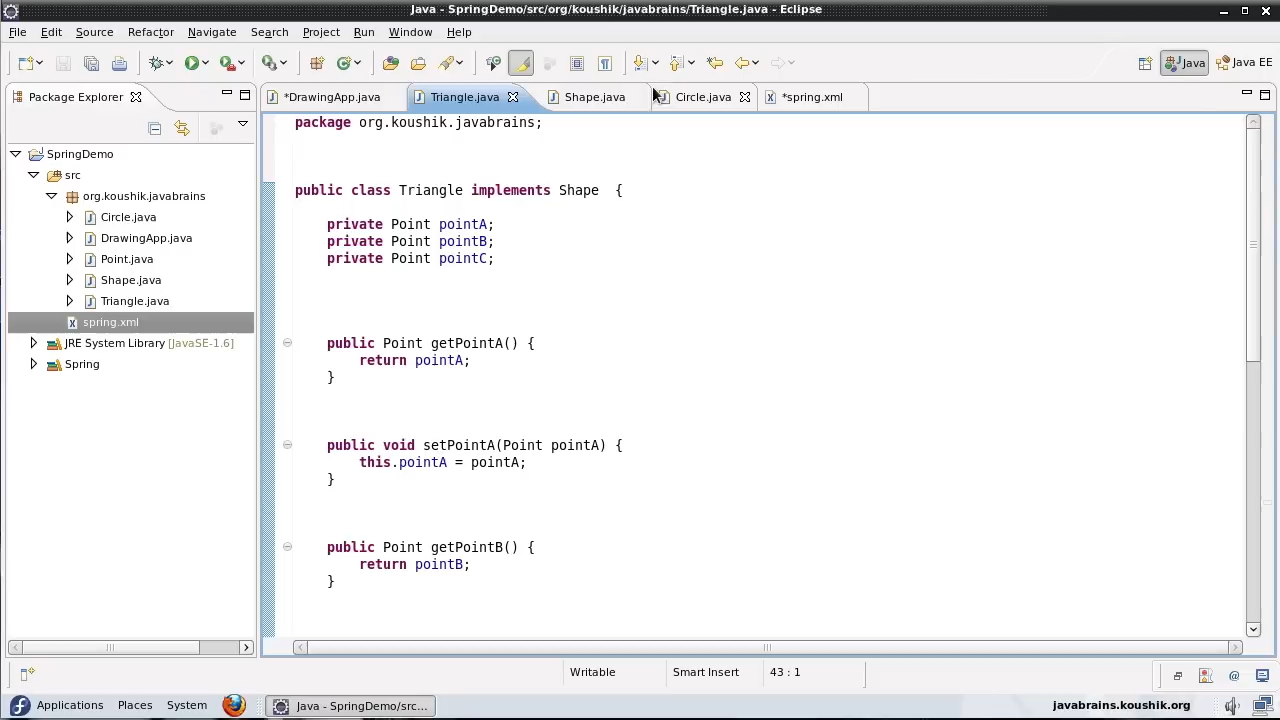 Java - SpringDemo/src/org/koushik/javabrains/Triangle.java - Eclipse
File Edit Source Refactor Navigate Search Project Run Window Help
Java Java EE
Package Explorer
*DrawingApp.java Triangle.java Shape.java Circle.java *spring.xml
SpringDemo
src
org.koushik.javabrains
Circle.java
DrawingApp.java
Point.java
Shape.java
Triangle.java
spring.xml
JRE System Library [JavaSE-1.6]
Spring
package org.koushik.javabrains;
public class Triangle implements Shape {
private Point pointA;
private Point pointB;
private Point pointC;
public Point getPointA() {
return pointA;
}
public void setPointA(Point pointA) {
this.pointA = pointA;
}
public Point getPointB() {
return pointB;
}
Writable Smart Insert 43 : 1
Applications Places System Java - SpringDemo/src... javabrains.koushik.org